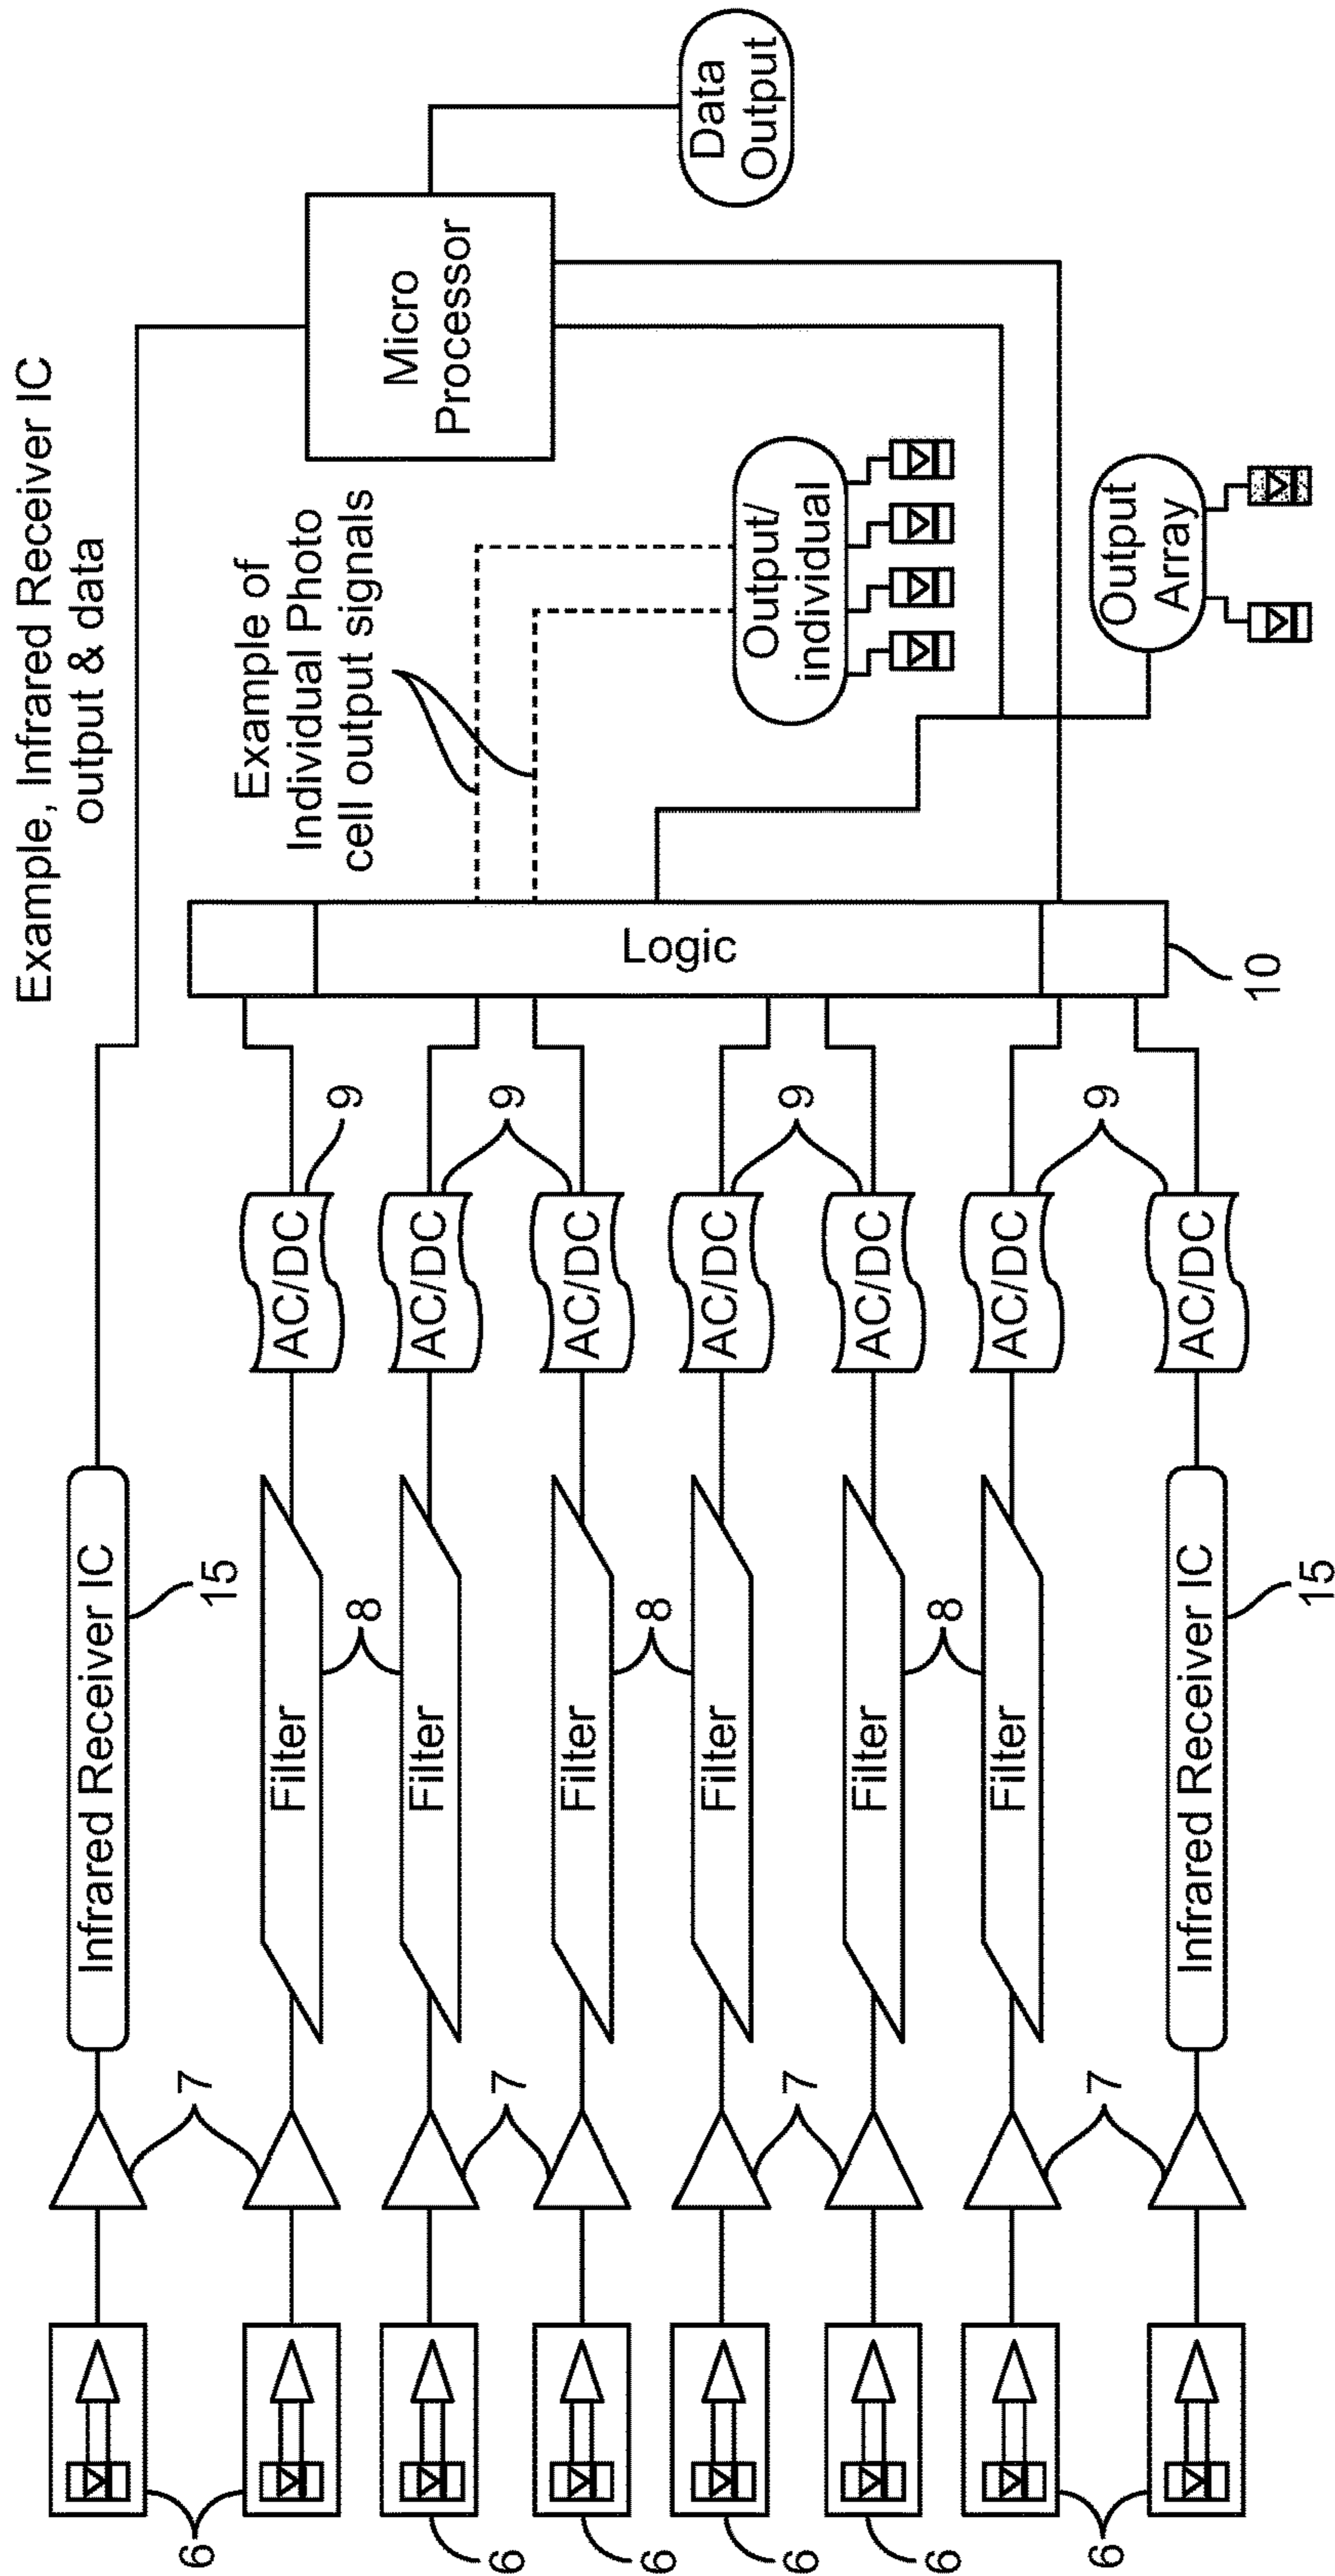 Example, Infrared Receiver IC
output & data
Infrared Receiver IC
15
Example of
Individual Photo
cell output signals
Micro
Processor
Data
Output
6
7
Filter
8
Filter
AC/DC
9
AC/DC
9
6
7
Filter
8
Filter
AC/DC
AC/DC
9
6
6
7
Filter
8
Filter
AC/DC
AC/DC
9
6
6
7
Infrared Receiver IC
15
AC/DC
Logic
10
Output/
individual
Output
Array